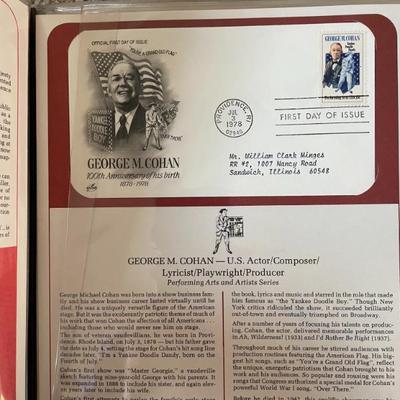 OFFICIAL FIRST DAY OF ISSUE
"YOU'RE A GRAND OLD FLAG"
YANKEE
DOODLE
BOY
"OVER THERE"
GEORGE M. COHAN
100th Anniversary of his birth
1878-1978
PROVIDENCE, RI
JUL
3
1978
02940
FIRST DAY OF ISSUE
GEORGE M. COHAN
Yankee
Doodle
Dandy
Performing Arts USA 15c
Mr. William Clark Minges
RR #2, 1007 Nancy Road
Sandwich, Illinois 60548
GEORGE M. COHAN — U.S. Actor/Composer/
Lyricist/Playwright/Producer
Performing Arts and Artists Series
George Michael Cohan was born into a show business fam-
ily and his show business career lasted virtually until he
died. He was a uniquely versatile figure of the American
stage. But it was the exuberantly patriotic theme of much of
his work that won Cohan the affection of all Americans . . .
including those who would never see him on stage.
The son of veteran vaudevillians, he was born in Provi-
dence, Rhode Island, on July 3, 1878 — but his father gave
the date as July 4, setting the stage for Cohan's hit song line
decades later, "I'm a Yankee Doodle Dandy, born on the
Fourth of July."
Cohan's first show was "Master Georgie," a vaudeville
sketch featuring nine-year-old George with his parents. It
was expanded in 1888 to include his sister, and again elev-
en years later to include his wife.
the book, lyrics and music and starred in the role that made
him famous as "the Yankee Doodle Boy." Though New
York critics ridiculed the show, it succeeded brilliantly
out-of-town and eventually triumphed on Broadway.
After a number of years of focusing his talents on produc-
ing, Cohan, the actor, delivered memorable performances
in Ah, Wilderness! (1933) and I'd Rather Be Right (1937).
Throughout much of his career he stirred audiences with
production routines featuring the American Flag. His big-
gest hit songs, such as "You're a Grand Old Flag", reflect
the unique, energetic patriotism that Cohan brought to his
work and his audiences. So popular and rousing were his
songs that Congress authorized a special medal for Cohan's
powerful World War I song, "Over There."